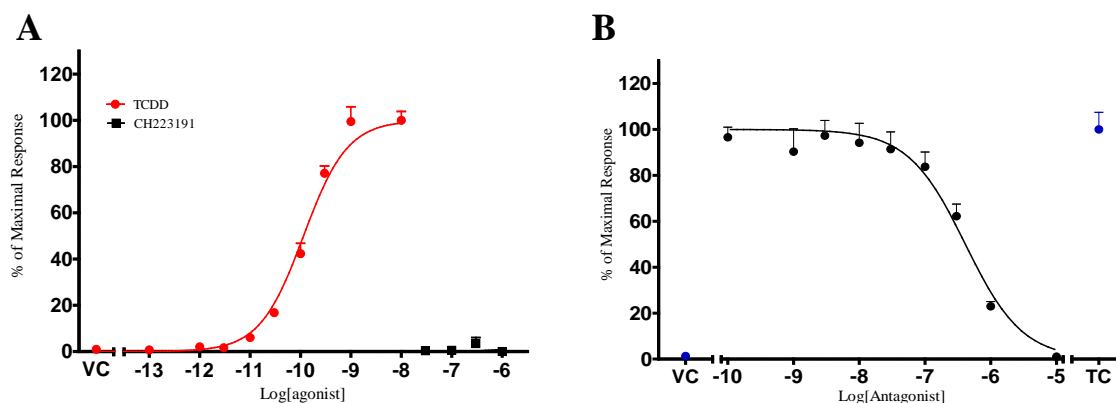 A
% of Maximal Response
120
100
80
60
40
20
0
TCDD
CH223191
VC -13 -12 -11 -10 -9 -8 -7 -6
Log[agonist]
B
% of Maximal Response
120
100
80
60
40
20
0
VC -10 -9 -8 -7 -6 -5 TC
Log[Antagonist]